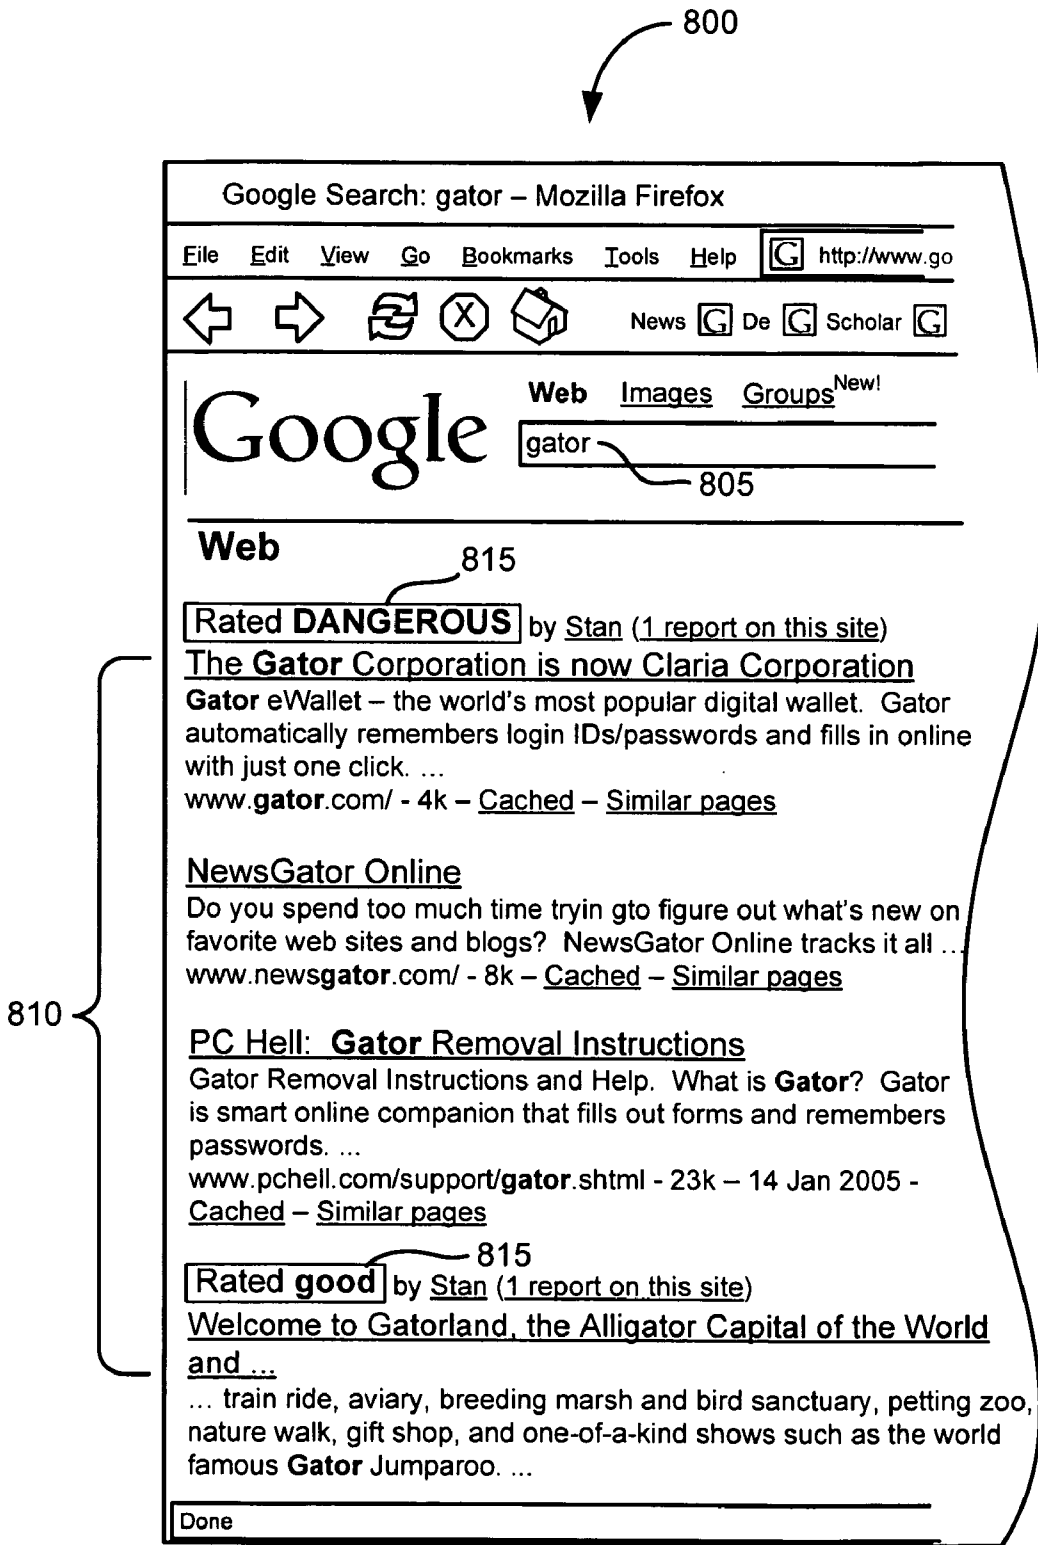 800
Google Search: gator – Mozilla Firefox
File Edit View Go Bookmarks Tools Help G http://www.go
X News G De G Scholar G
Google
Web Images Groups New!
gator
805
Web
815
Rated DANGEROUS by Stan (1 report on this site)
The Gator Corporation is now Claria Corporation
Gator eWallet – the world's most popular digital wallet. Gator
automatically remembers login IDs/passwords and fills in online
with just one click. ...
www.gator.com/ - 4k – Cached – Similar pages
NewsGator Online
Do you spend too much time tryin gto figure out what's new on
favorite web sites and blogs? NewsGator Online tracks it all ...
www.newsgator.com/ - 8k – Cached – Similar pages
810
PC Hell: Gator Removal Instructions
Gator Removal Instructions and Help. What is Gator? Gator
is smart online companion that fills out forms and remembers
passwords. ...
www.pchell.com/support/gator.shtml - 23k – 14 Jan 2005 -
Cached – Similar pages
815
Rated good by Stan (1 report on this site)
Welcome to Gatorland, the Alligator Capital of the World
and ...
... train ride, aviary, breeding marsh and bird sanctuary, petting zoo,
nature walk, gift shop, and one-of-a-kind shows such as the world
famous Gator Jumparoo. ...
Done